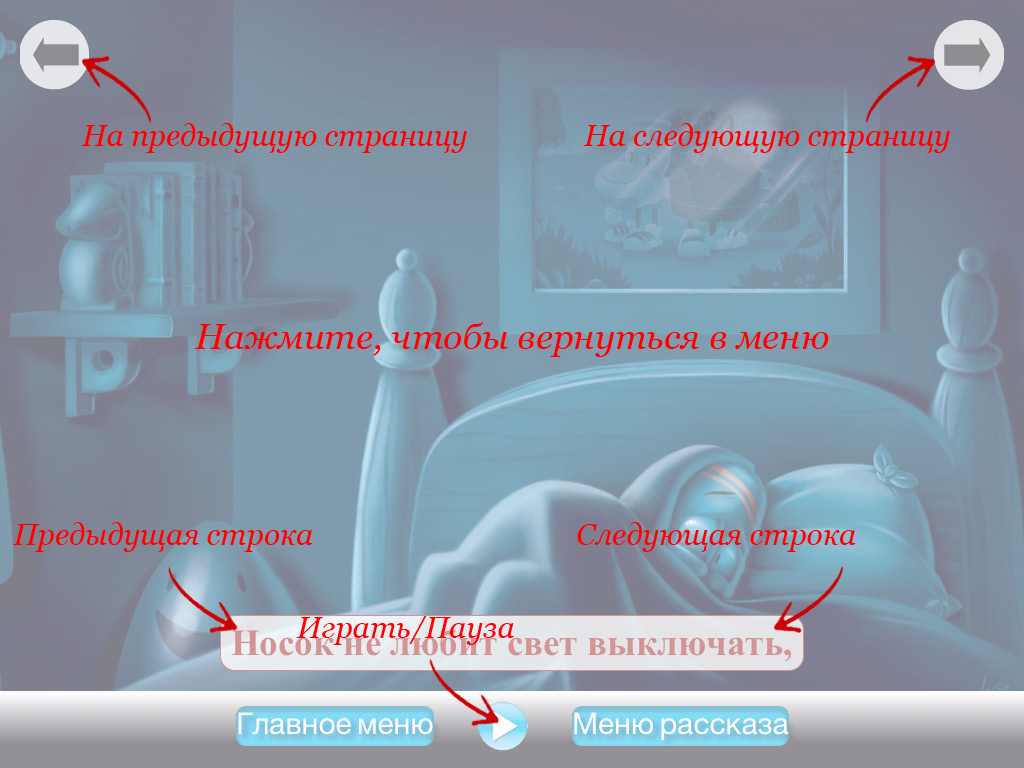 На предыдущую страницу
На следующую страницу
Нажмите, чтобы вернуться в меню
Предыдущая строка
Следующая строка
Играть/Пауза
Носок не любит свет выключать,
Главное меню
Меню рассказа